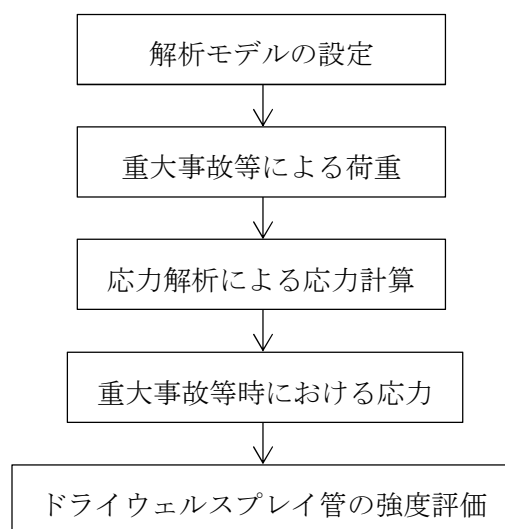 解析モデルの設定
重大事故等による荷重
応力解析による応力計算
重大事故等時における応力
ドライウェルスプレイ管の強度評価